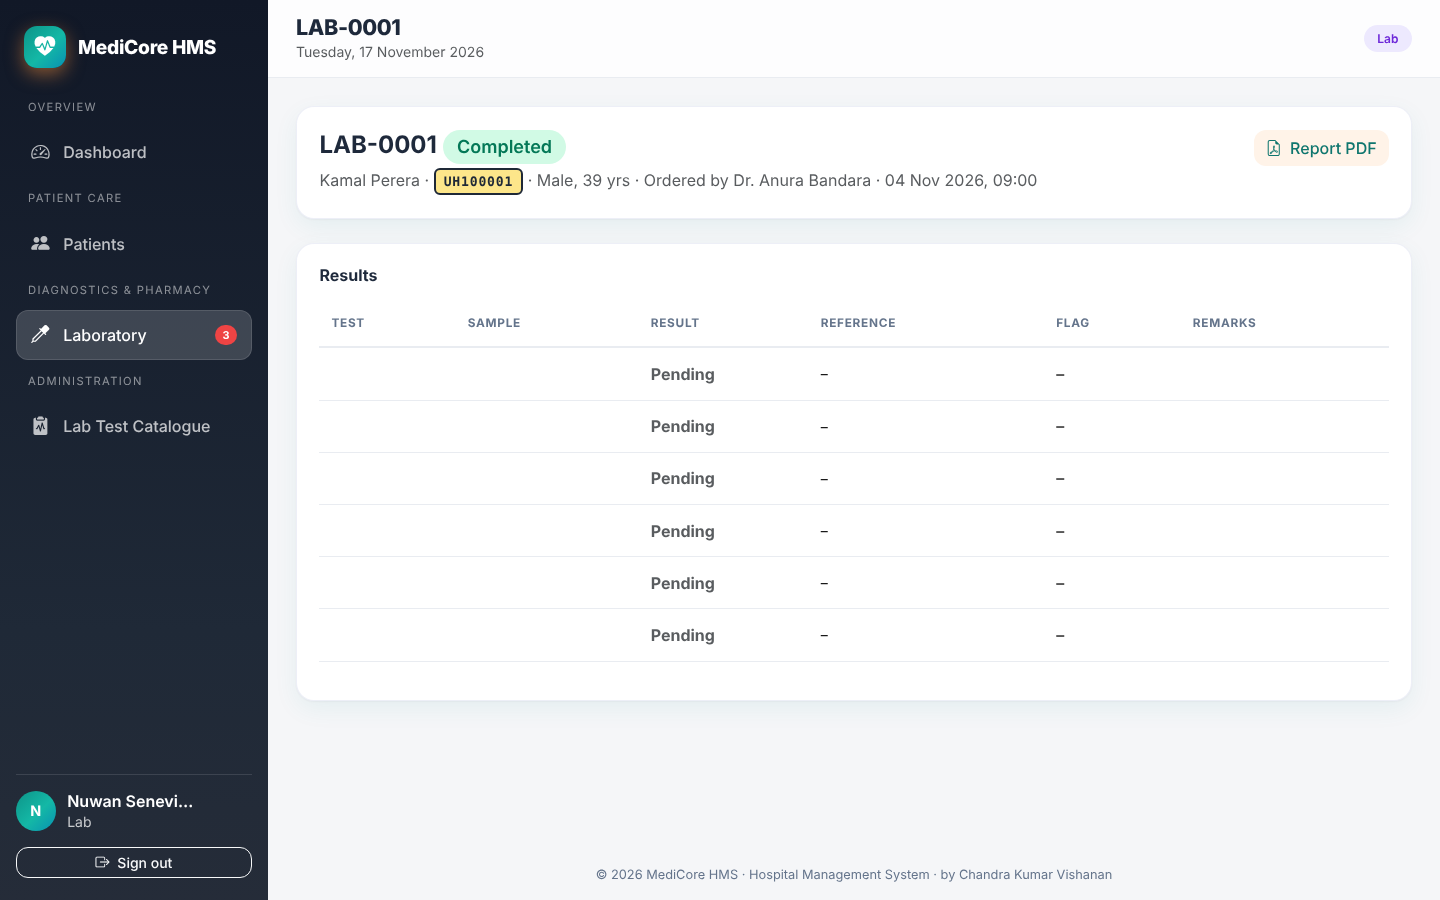 MediCore HMS
OVERVIEW
Dashboard
PATIENT CARE
Patients
DIAGNOSTICS & PHARMACY
Laboratory 3
ADMINISTRATION
Lab Test Catalogue
N
Nuwan Senevi...
Lab
Sign out
LAB-0001
Tuesday, 17 November 2026
Lab
LAB-0001 Completed
Report PDF
Kamal Perera · UH100001 · Male, 39 yrs · Ordered by Dr. Anura Bandara · 04 Nov 2026, 09:00
Results
TEST SAMPLE RESULT REFERENCE FLAG REMARKS
Pending – –
Pending – –
Pending – –
Pending – –
Pending – –
Pending – –
© 2026 MediCore HMS · Hospital Management System · by Chandra Kumar Vishanan